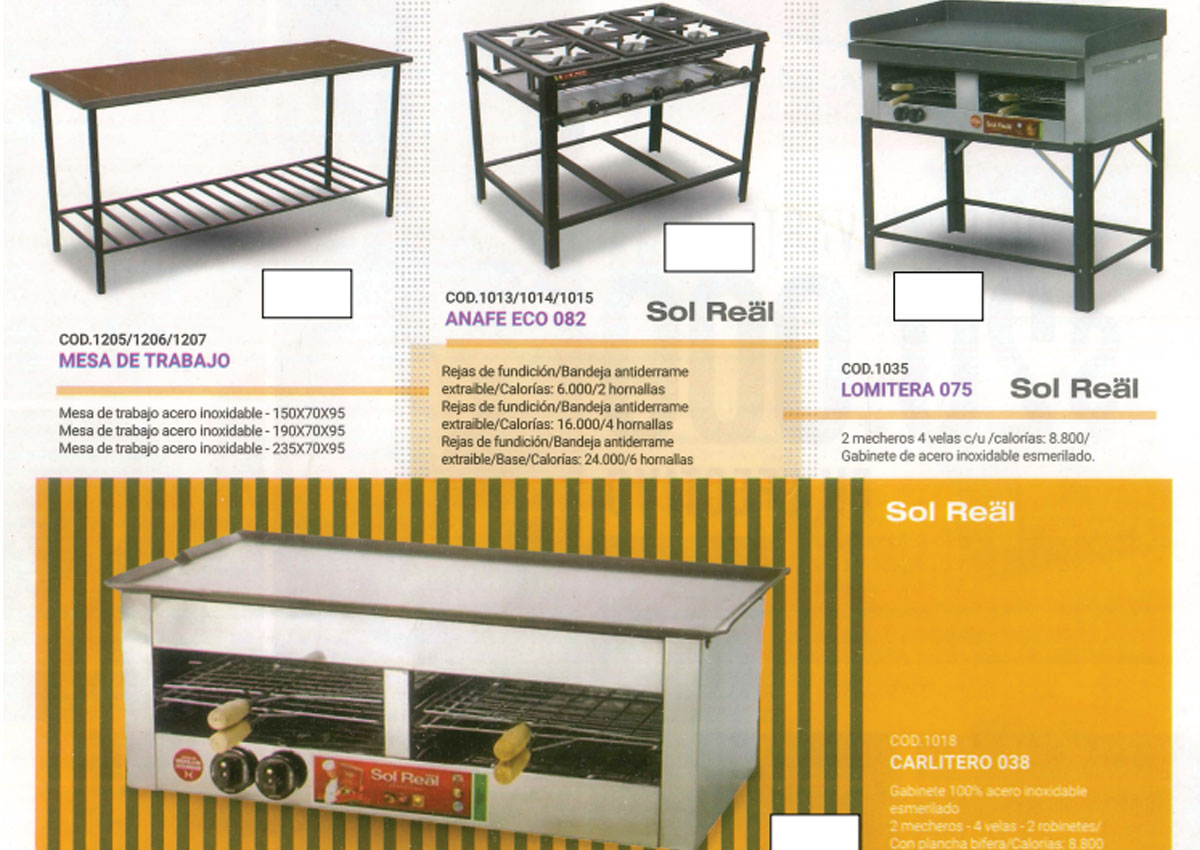 COD.1205/1206/1207
MESA DE TRABAJO
Mesa de trabajo acero inoxidable - 150X70X95
Mesa de trabajo acero inoxidable - 190X70X95
Mesa de trabajo acero inoxidable - 235X70X95
COD.1013/1014/1015
ANAFE ECO 082
Sol Reäl
Rejas de fundición/Bandeja antiderrame
extraible/Calorías: 6.000/2 hornallas
Rejas de fundición/Bandeja antiderrame
extraible/Calorías: 16.000/4 hornallas
Rejas de fundición/Bandeja antiderrame
extraible/Base/Calorías: 24.000/6 hornallas
Sol Reäl
COD.1035
LOMITERA 075
Sol Reäl
2 mecheros 4 velas c/u /calorías: 8.800/
Gabinete de acero inoxidable esmerilado.
Sol Reäl
Sol Reäl
COD.1018
CARLITERO 038
Gabinete 100% acero inoxidable
esmerilado
2 mecheros - 4 velas - 2 robinetes/
Con plancha bifera/Calorías: 8.800